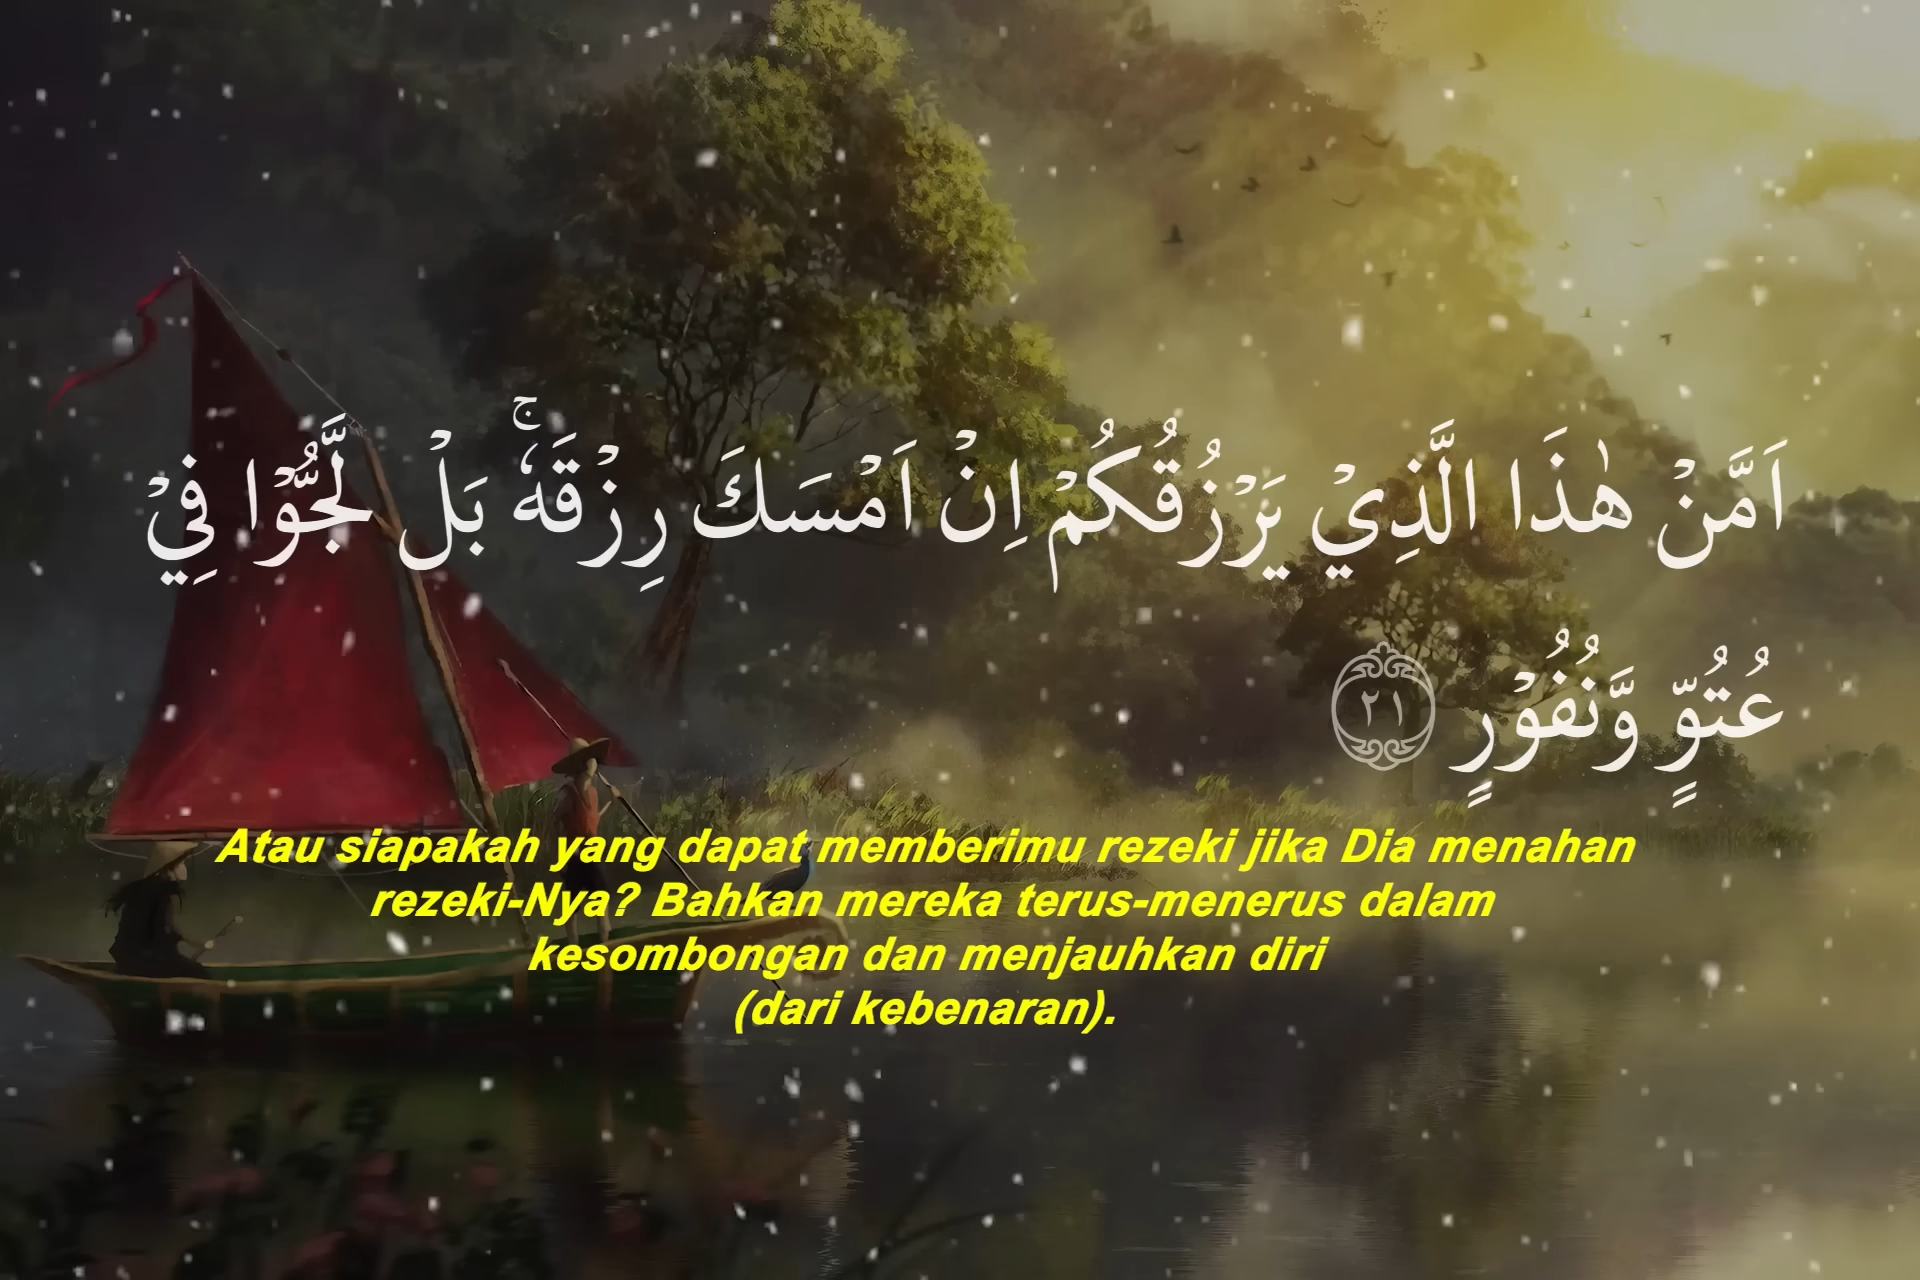 اَمَّنْ هٰذَا الَّذِيْ يَرْزُقُكُمْ اِنْ اَمْسَكَ رِزْقَهٗ ۚ بَلْ لَّجُّوْا فِيْ
عُتُوٍّ وَّنُفُوْرٍ ٢١
Atau siapakah yang dapat memberimu rezeki jika Dia menahan
rezeki-Nya? Bahkan mereka terus-menerus dalam
kesombongan dan menjauhkan diri
(dari kebenaran).